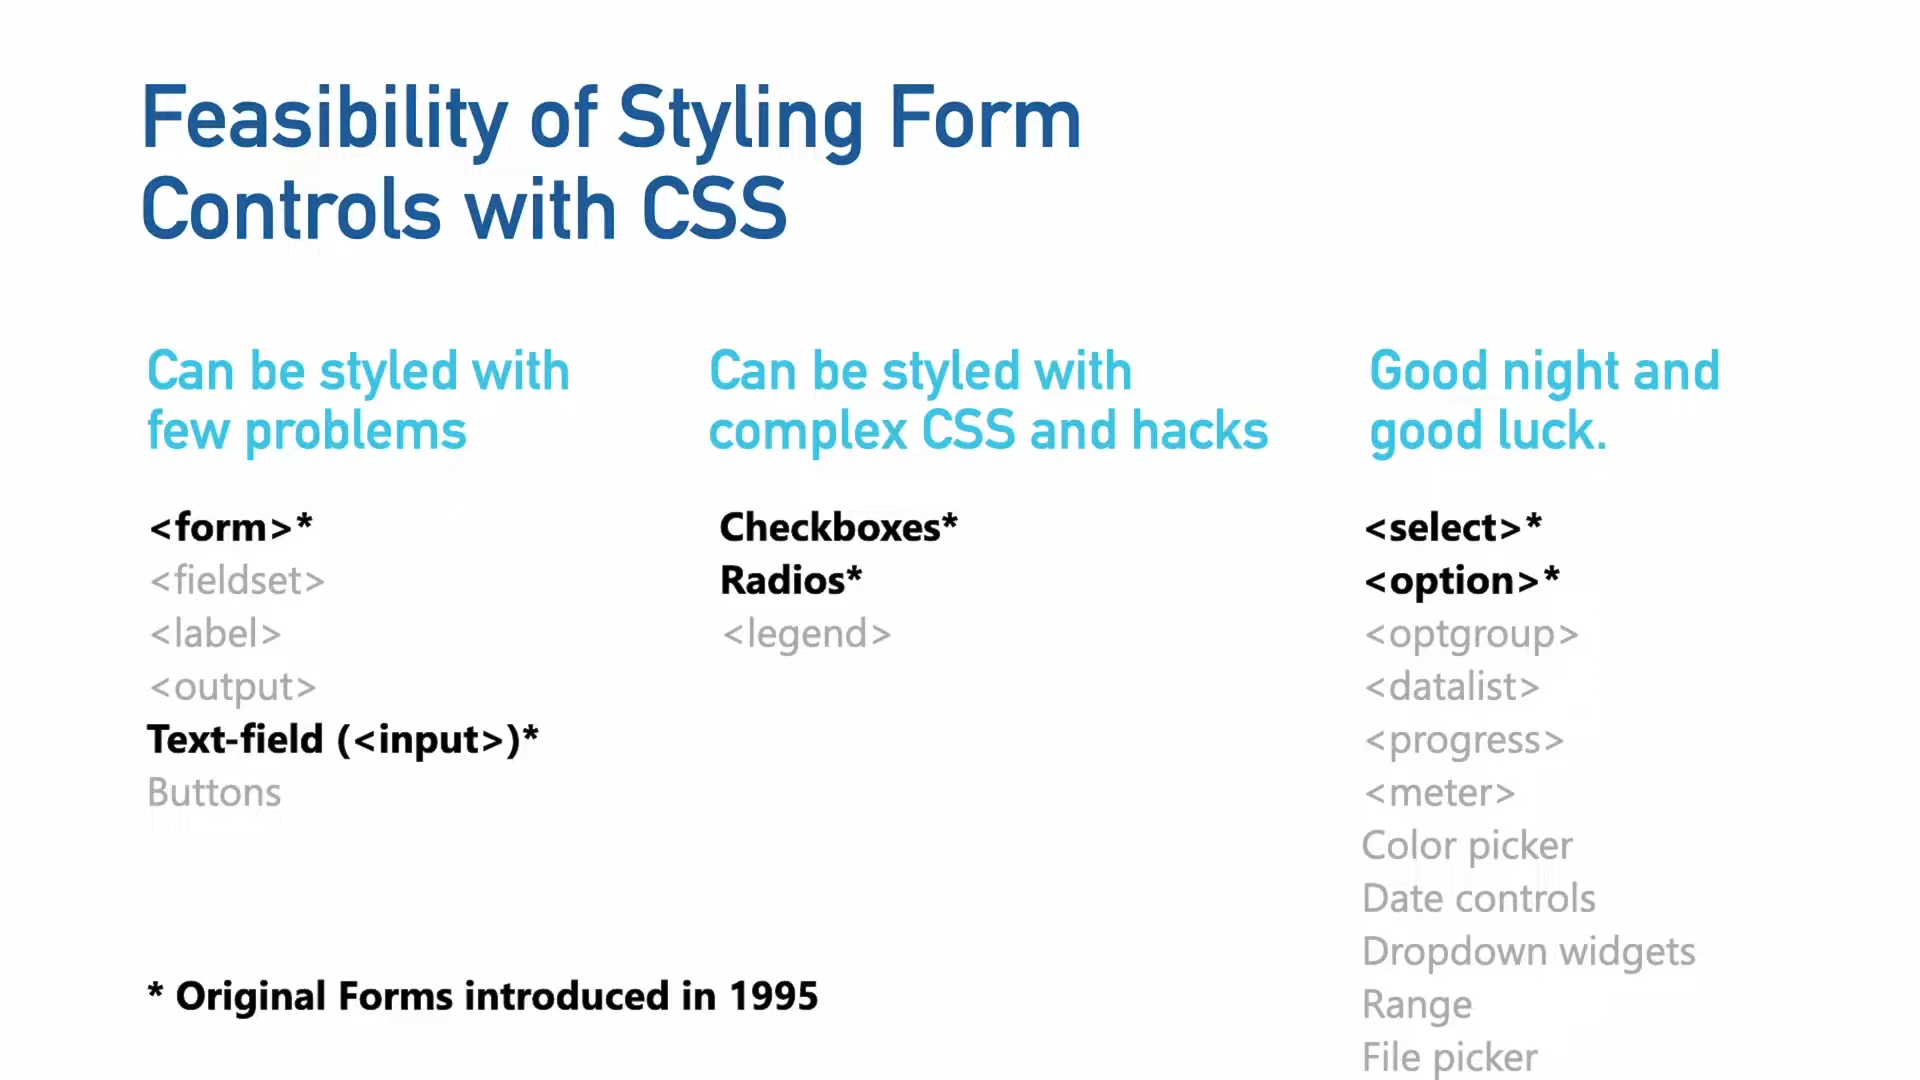 Feasibility of Styling Form
Controls with CSS
Can be styled with
few problems
<form>*
<fieldset>
<label>
<output>
Text-field (<input>)*
Buttons
Can be styled with
complex CSS and hacks
Checkboxes*
Radios*
<legend>
Good night and
good luck.
<select>*
<option>*
<optgroup>
<datalist>
<progress>
<meter>
Color picker
Date controls
Dropdown widgets
Range
File picker
* Original Forms introduced in 1995